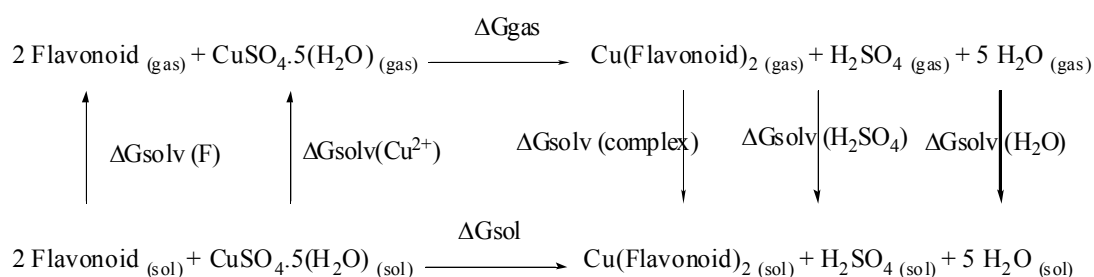 ΔGgas
2 Flavonoid (gas) + CuSO₄.5(H₂O) (gas) Cu(Flavonoid)₂ (gas) + H₂SO₄ (gas) + 5 H₂O (gas)
ΔGsolv (F) ΔGsolv(Cu²⁺) ΔGsolv (complex) ΔGsolv (H₂SO₄) ΔGsolv (H₂O)
ΔGsol
2 Flavonoid (sol) + CuSO₄.5(H₂O) (sol) Cu(Flavonoid)₂ (sol) + H₂SO₄ (sol) + 5 H₂O (sol)